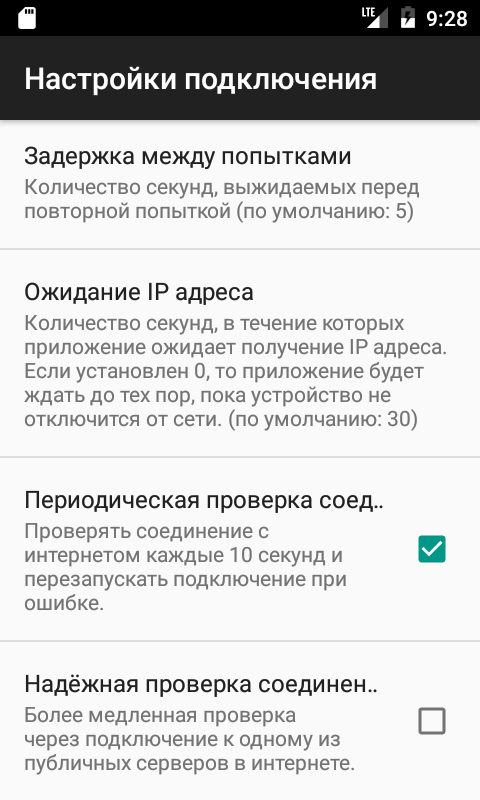 LTE 9:28
Настройки подключения
Задержка между попытками
Количество секунд, выжидаемых перед
повторной попыткой (по умолчанию: 5)
Ожидание IP адреса
Количество секунд, в течение которых
приложение ожидает получение IP адреса.
Если установлен 0, то приложение будет
ждать до тех пор, пока устройство не
отключится от сети. (по умолчанию: 30)
Периодическая проверка соед..
Проверять соединение с
интернетом каждые 10 секунд и
перезапускать подключение при
ошибке.
Надёжная проверка соединен..
Более медленная проверка
через подключение к одному из
публичных серверов в интернете.